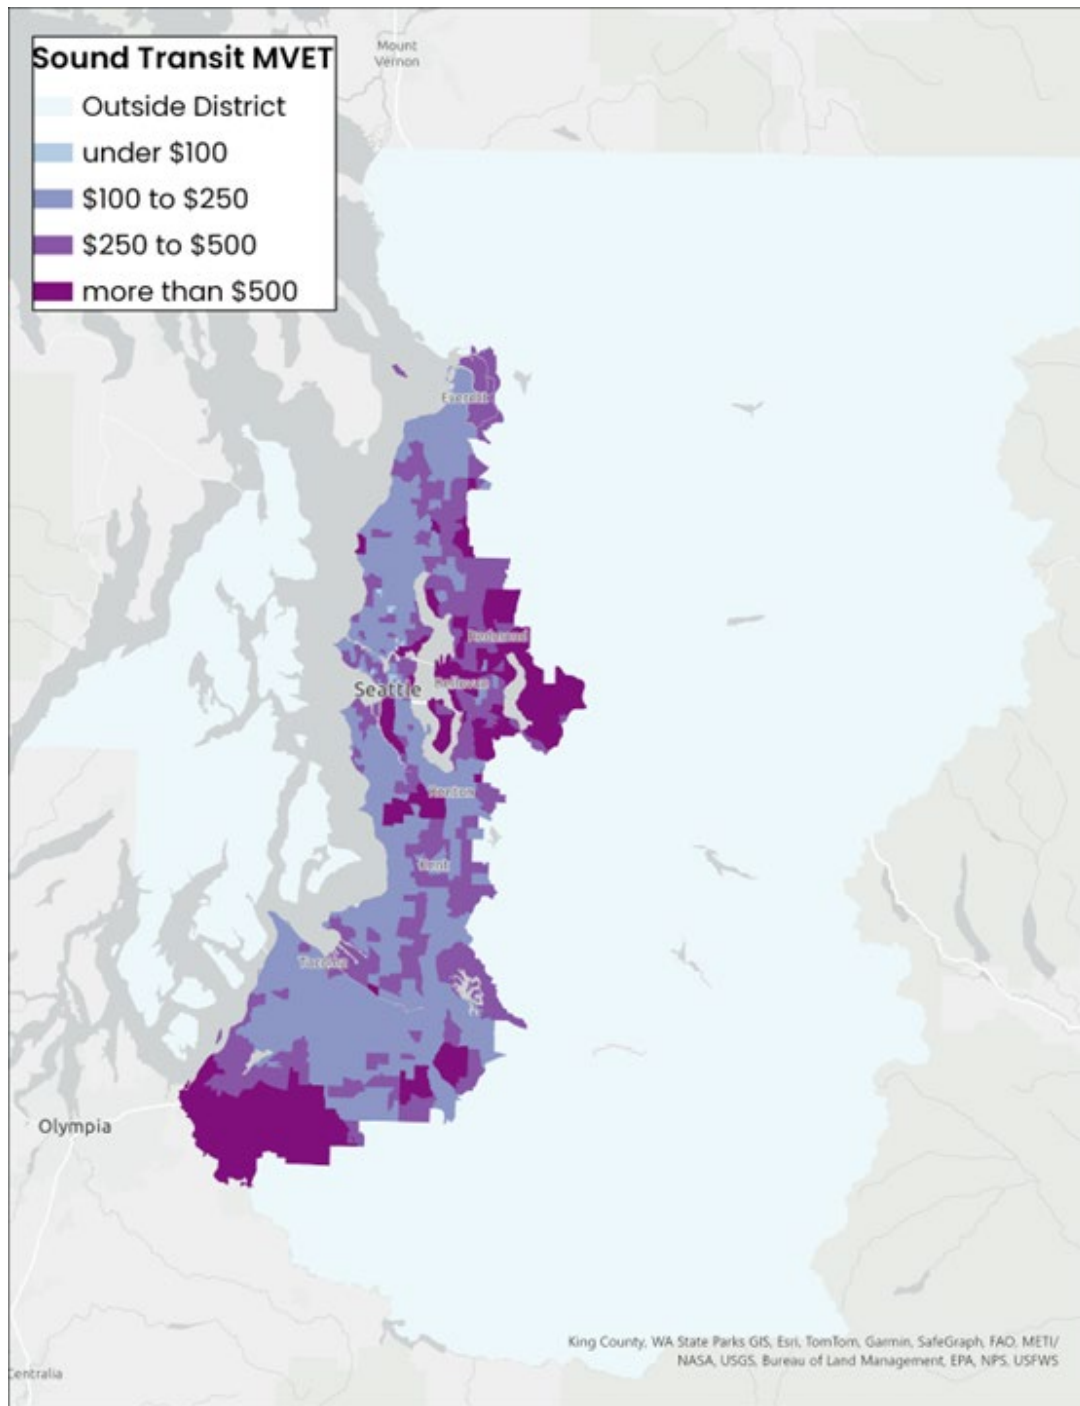 Mount
Vernon
Sound Transit MVET
Outside District
under $100
$100 to $250
$250 to $500
more than $500
Everett
Redmond
Bellevue
Seattle
Renton
Kent
Tacoma
Olympia
King County, WA State Parks GIS, Esri, TomTom, Garmin, SafeGraph, FAO, METI/
NASA, USGS, Bureau of Land Management, EPA, NPS, USFWS
Centralia